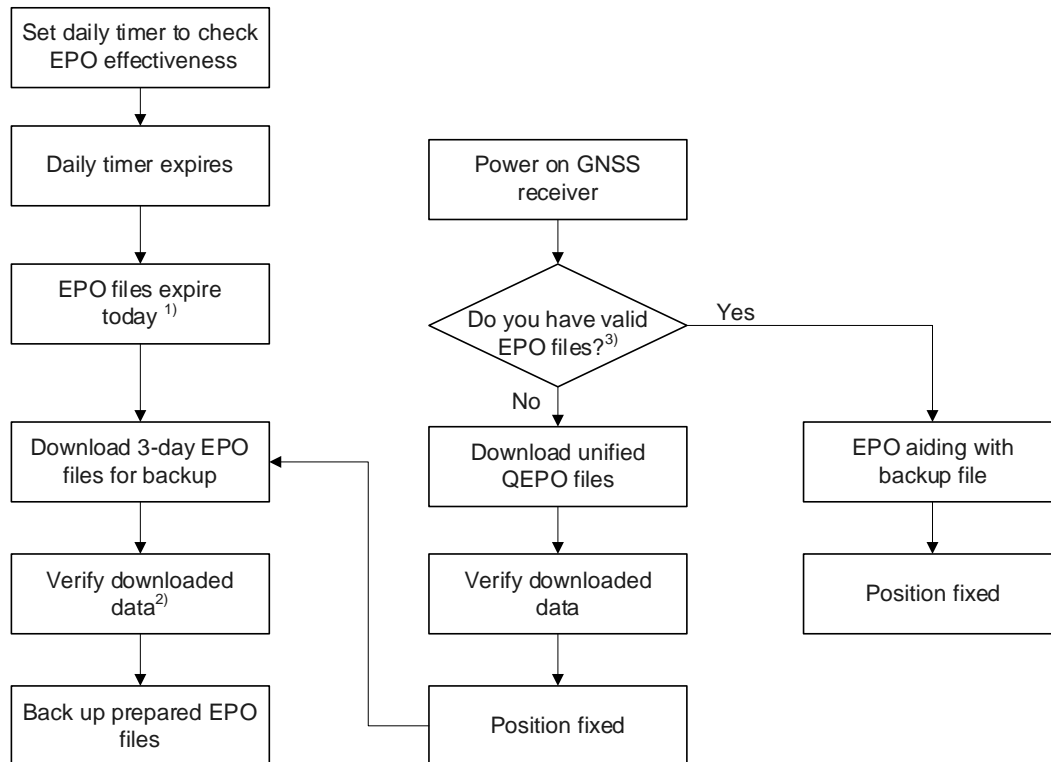 Set daily timer to check
EPO effectiveness
Daily timer expires
EPO files expire
today 1)
Download 3-day EPO
files for backup
Verify downloaded
data2)
Back up prepared EPO
files
Power on GNSS
receiver
Do you have valid
EPO files?3)
Yes
No
Download unified
QEPO files
Verify downloaded
data
Position fixed
EPO aiding with
backup file
Position fixed